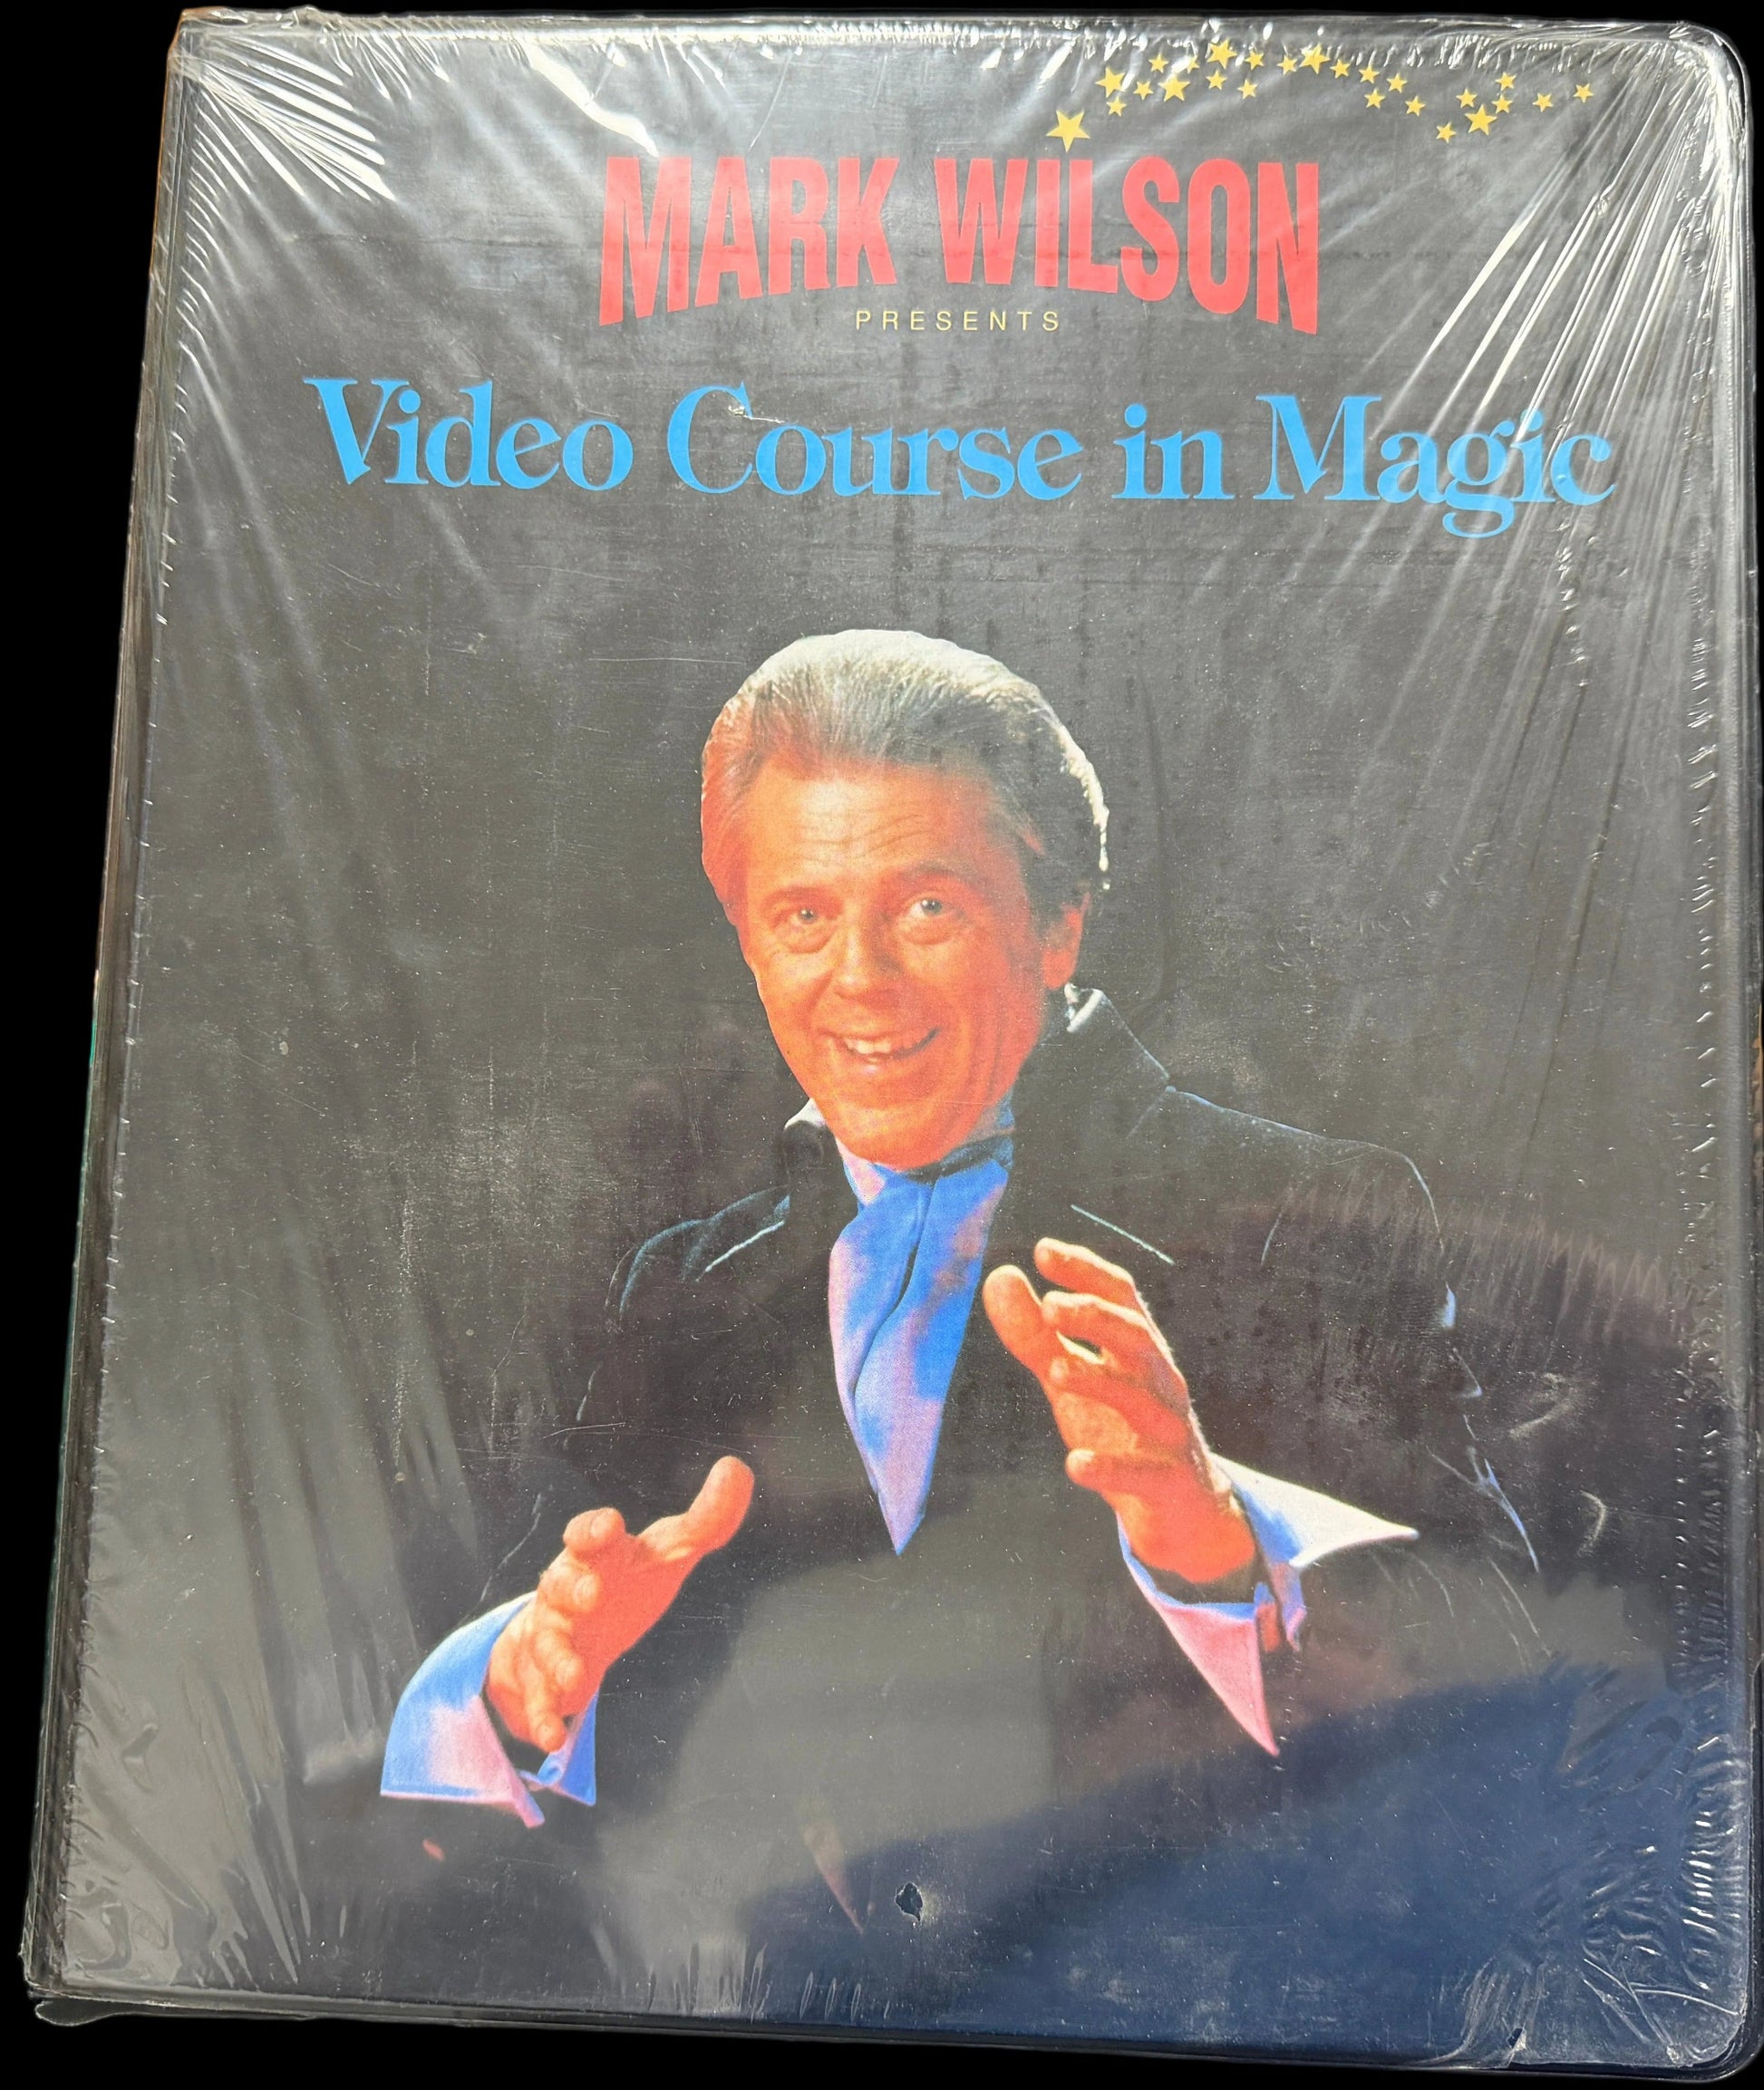 MARK WILSON
PRESENTS
Video Course in Magic